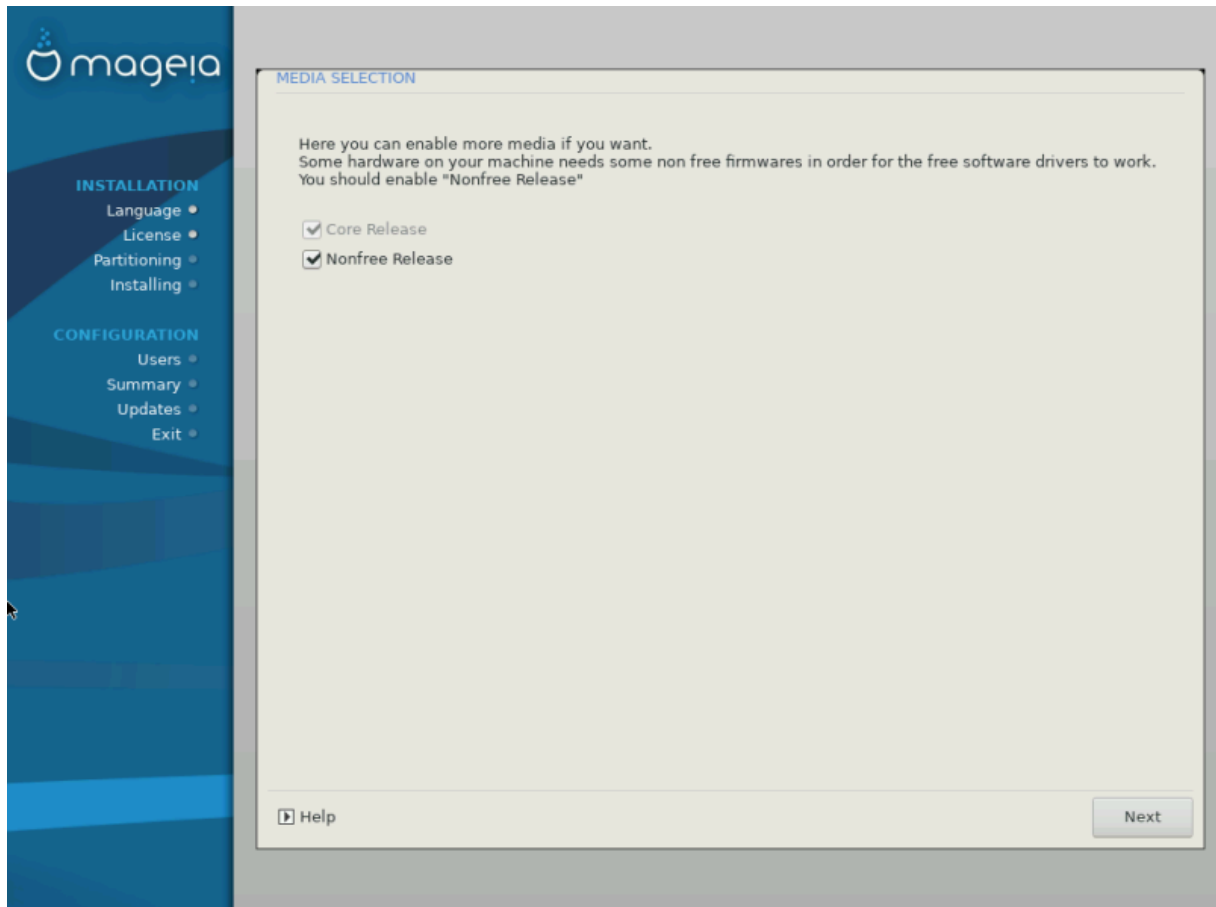 mageia
INSTALLATION
Language
License
Partitioning
Installing
CONFIGURATION
Users
Summary
Updates
Exit
MEDIA SELECTION
Here you can enable more media if you want.
Some hardware on your machine needs some non free firmwares in order for the free software drivers to work.
You should enable "Nonfree Release"
Core Release
Nonfree Release
Help
Next